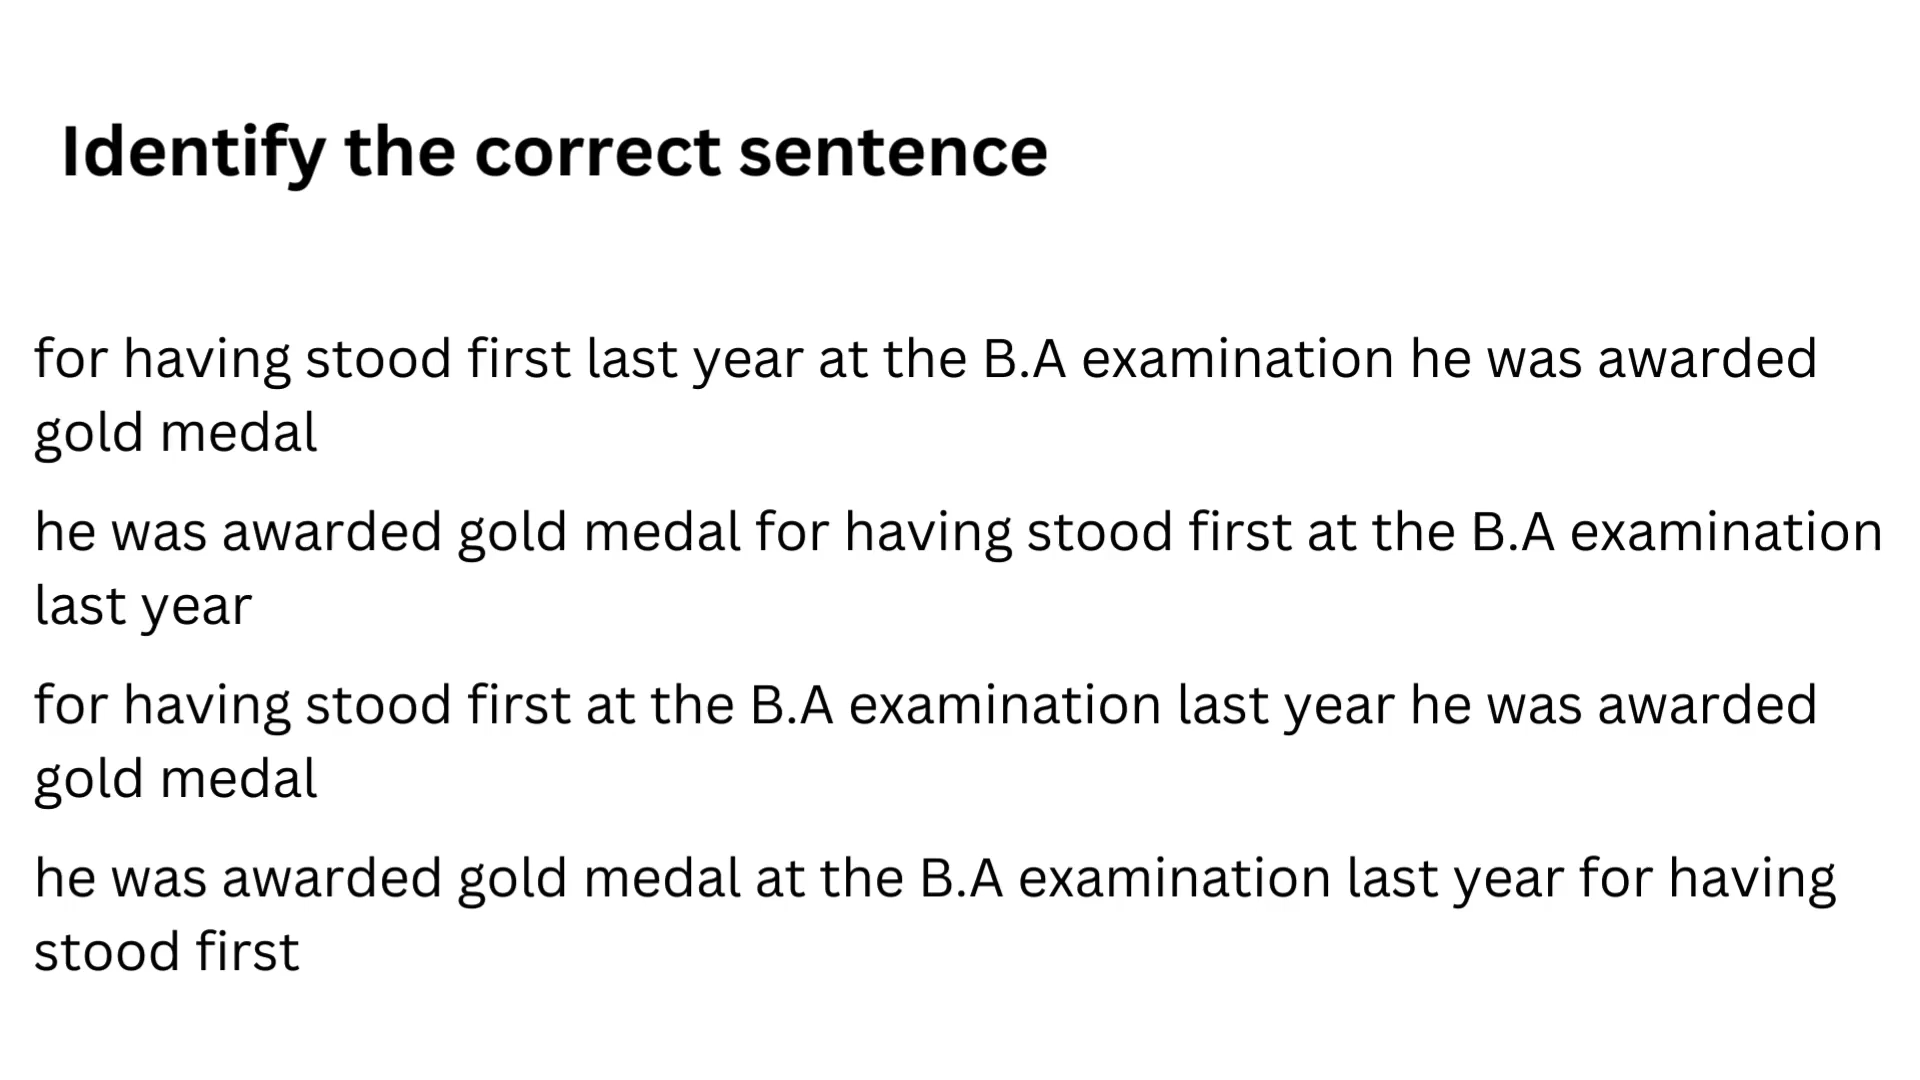 Identify the correct sentence
for having stood first last year at the B.A examination he was awarded
gold medal
he was awarded gold medal for having stood first at the B.A examination
last year
for having stood first at the B.A examination last year he was awarded
gold medal
he was awarded gold medal at the B.A examination last year for having
stood first